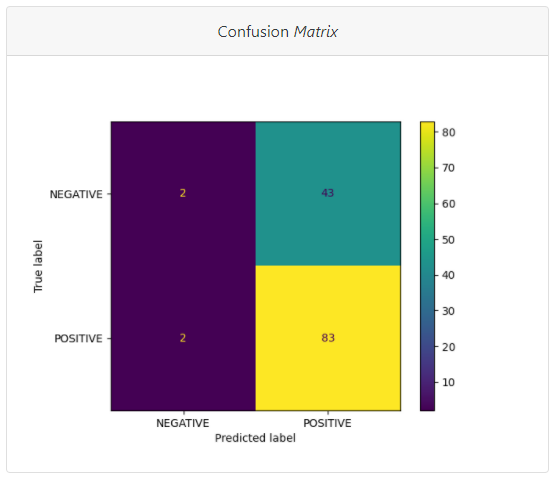 Confusion Matrix
80
70
NEGATIVE
2
43
60
50
True label
40
30
POSITIVE
2
83
20
10
NEGATIVE
POSITIVE
Predicted label